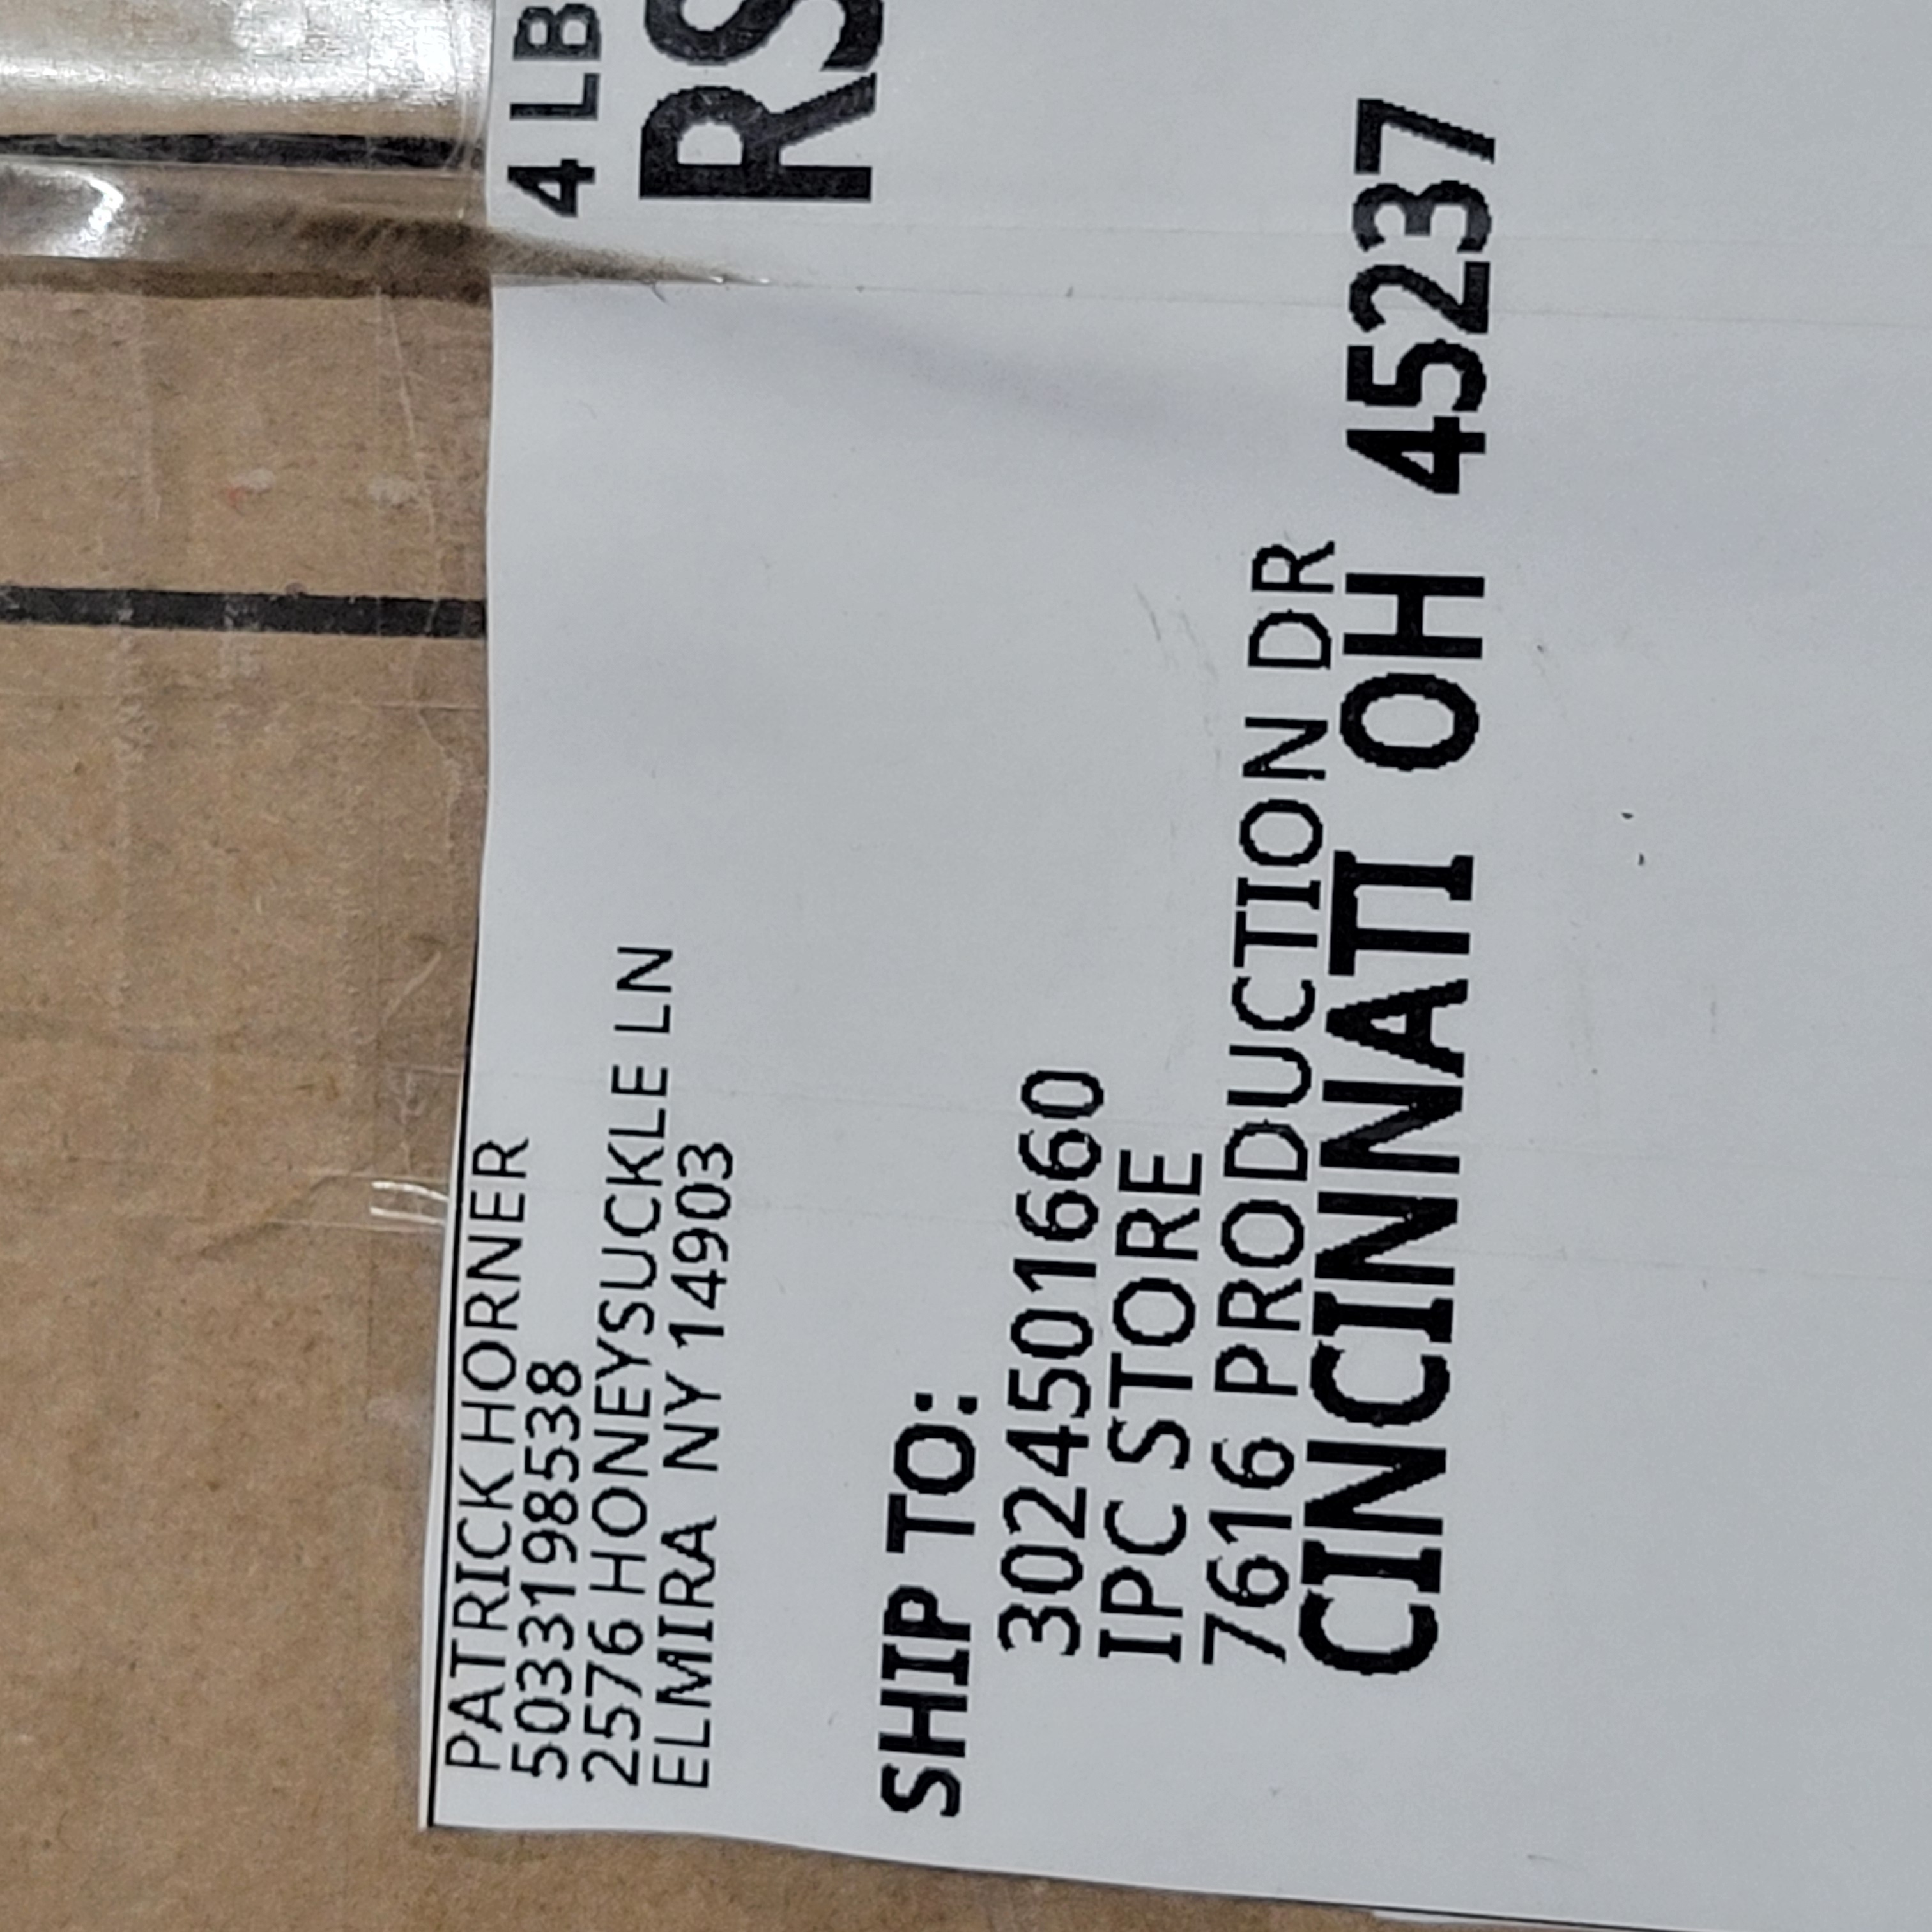 PATRICK HORNER
5033198538
2576 HONEYSUCKLE LN
ELMIRA NY 14903
4 LB
RS
SHIP TO:
3024501660
IPC STORE
7616 PRODUCTION DR
CINCINNATI OH 45237